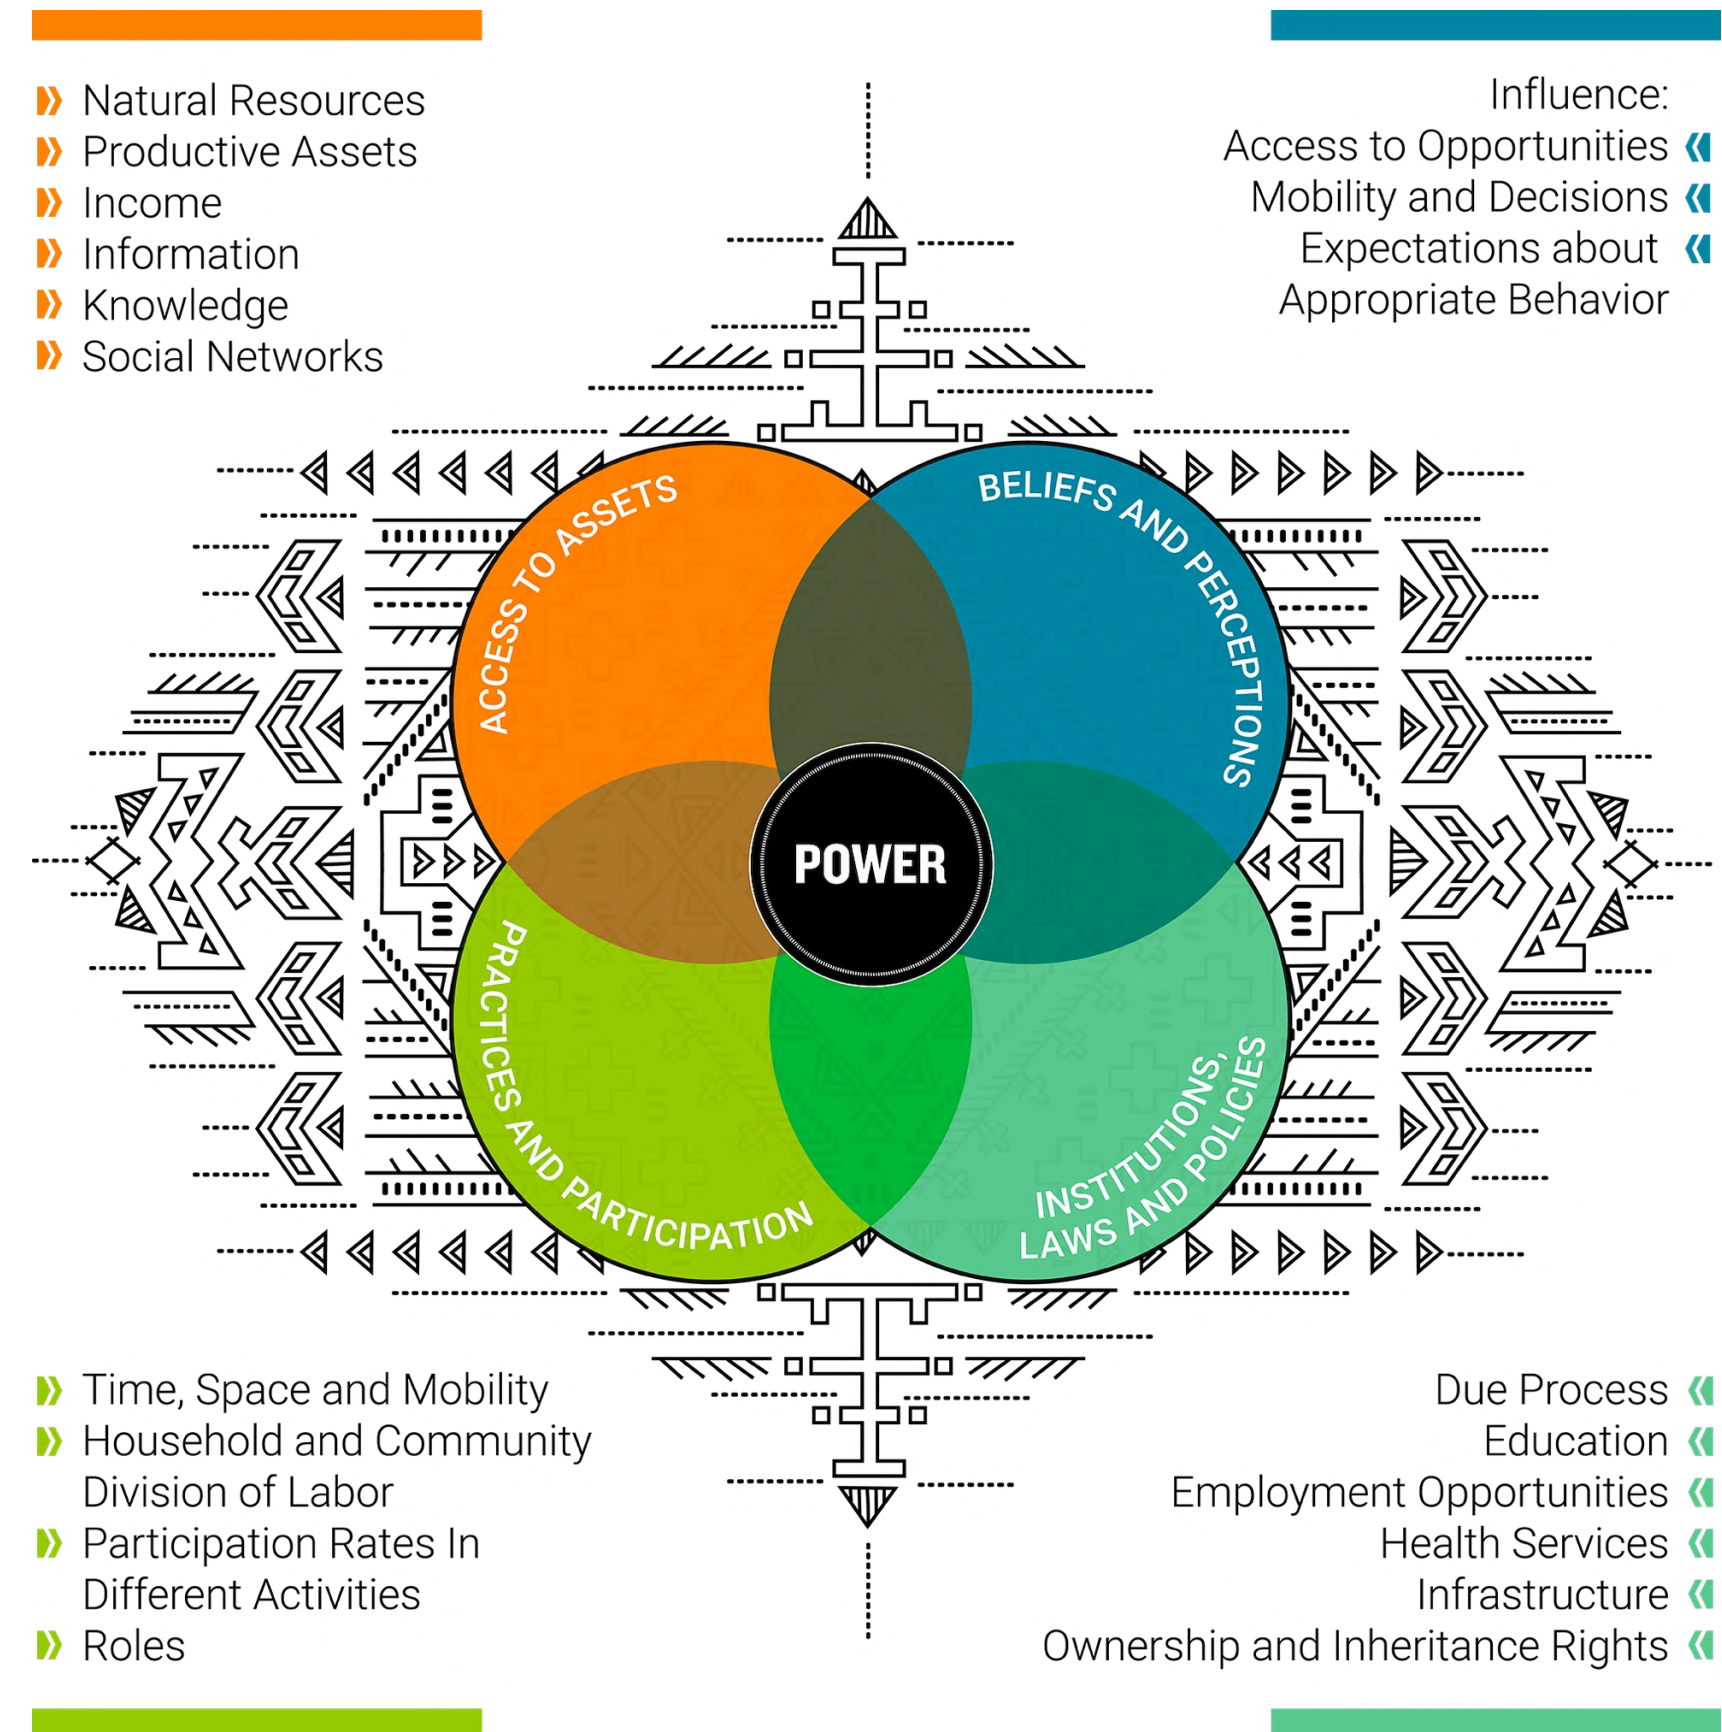 Natural Resources
Productive Assets
Income
Information
Knowledge
Social Networks
Influence:
Access to Opportunities
Mobility and Decisions
Expectations about
Appropriate Behavior
ACCESS TO ASSETS
BELIEFS AND PERCEPTIONS
POWER
PRACTICES AND PARTICIPATION
INSTITUTIONS,
LAWS AND POLICIES
Time, Space and Mobility
Household and Community
Division of Labor
Participation Rates In
Different Activities
Roles
Due Process
Education
Employment Opportunities
Health Services
Infrastructure
Ownership and Inheritance Rights